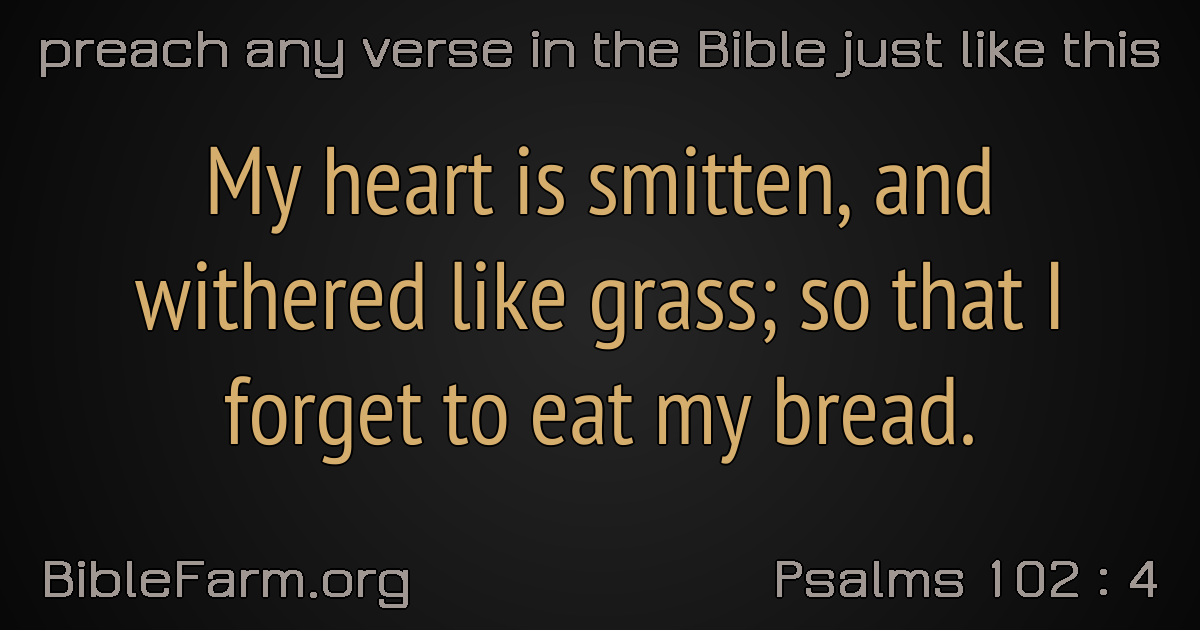 preach any verse in the Bible just like this
My heart is smitten, and
withered like grass; so that I
forget to eat my bread.
BibleFarm.org
Psalms 102 : 4